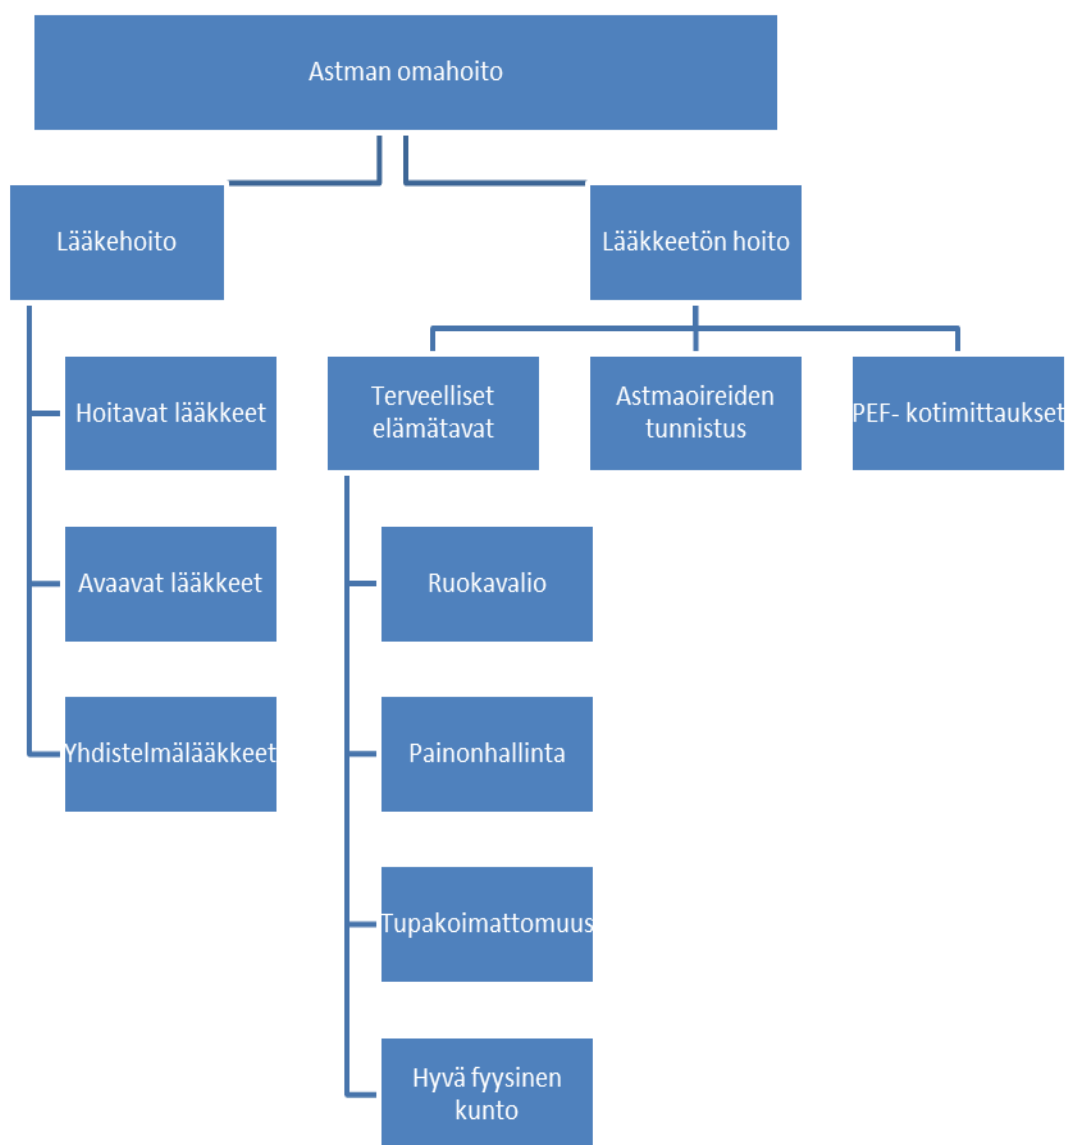 Astman omahoito
Lääkehoito
Lääkkeetön hoito
Hoitavat lääkkeet
Terveelliset
elämätavat
Astmaoireiden
tunnistus
PEF- kotimittaukset
Avaavat lääkkeet
Ruokavalio
Yhdistelmälääkkeet
Painonhallinta
Tupakoimattomuus
Hyvä fyysinen
kunto